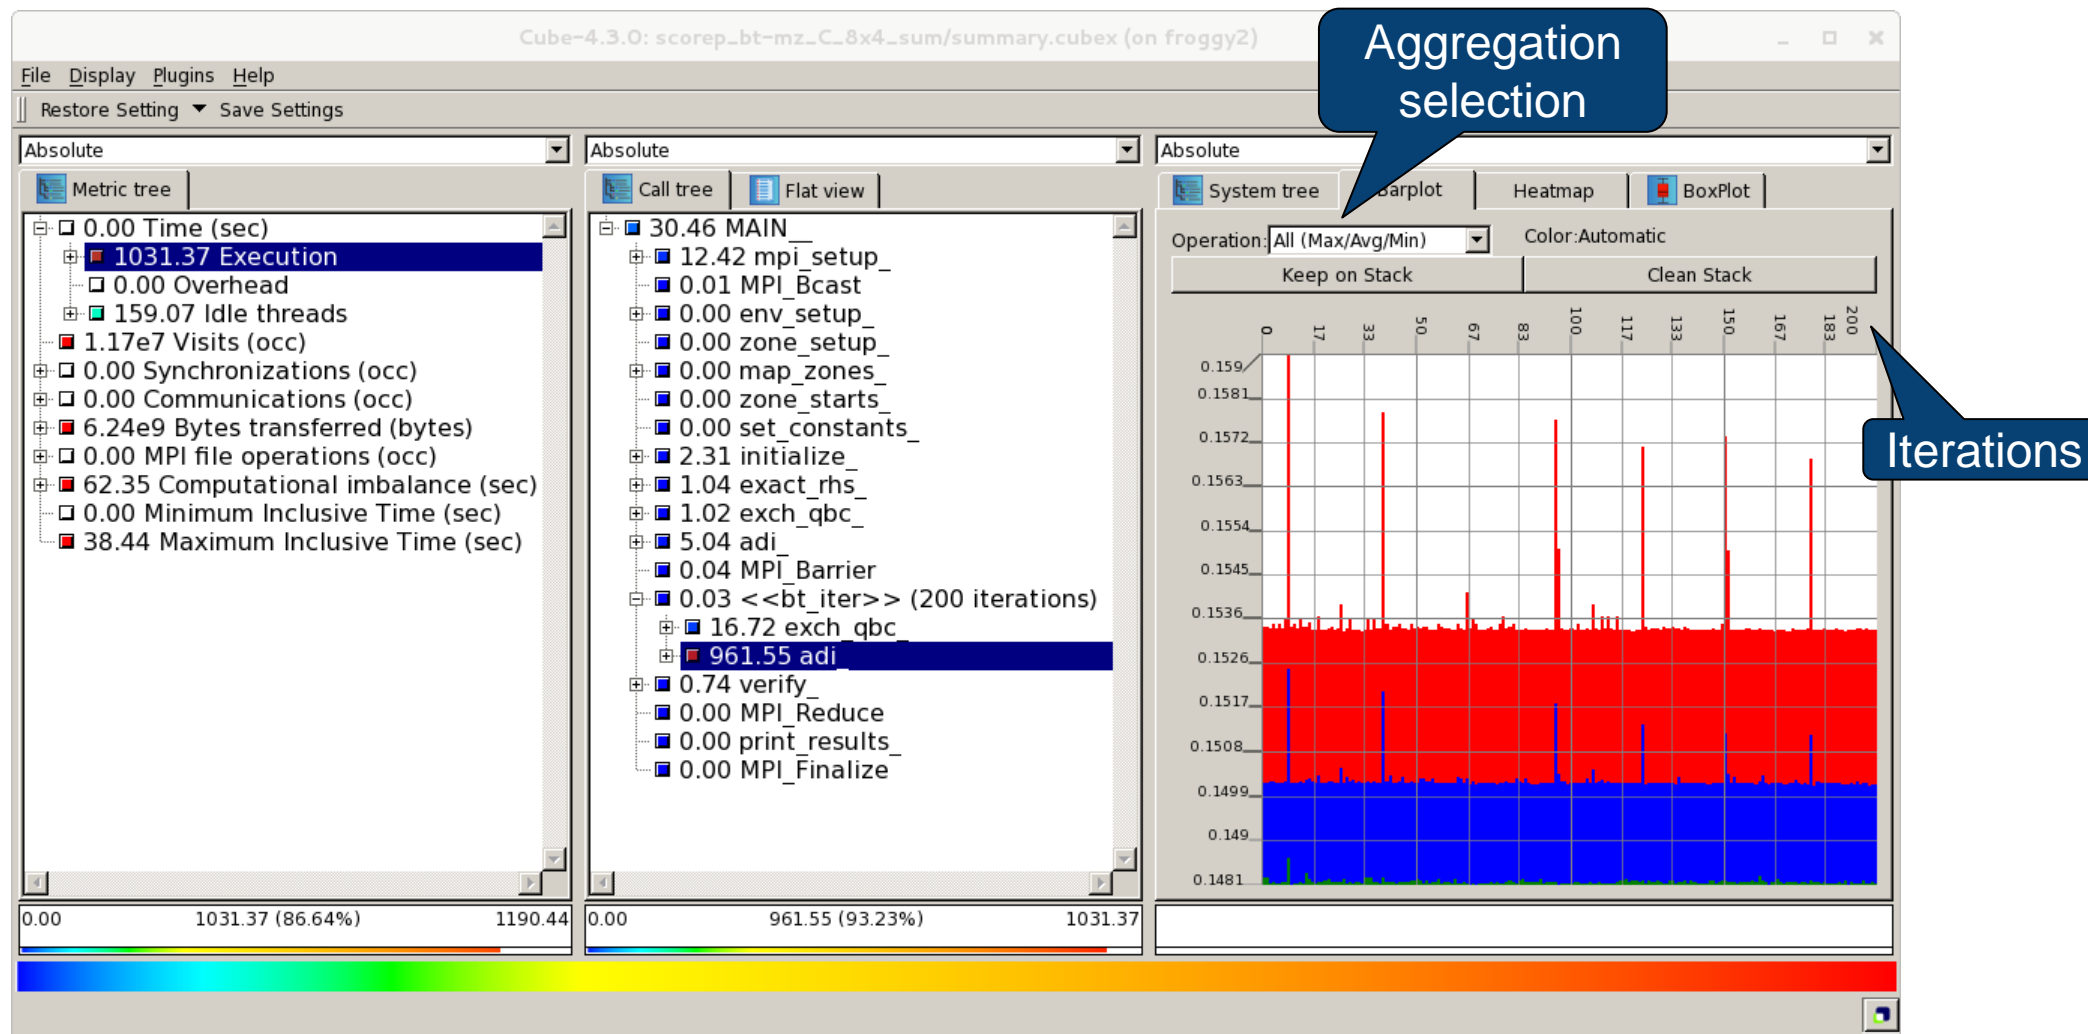 Cube-4.3.0: scorep_bt-mz_C_8x4_sum/summary.cubex (on froggy2)
Aggregation
selection
File Display Plugins Help
Restore Setting Save Settings
Absolute
Metric tree
0.00 Time (sec)
1031.37 Execution
0.00 Overhead
159.07 Idle threads
1.17e7 Visits (occ)
0.00 Synchronizations (occ)
0.00 Communications (occ)
6.24e9 Bytes transferred (bytes)
0.00 MPI file operations (occ)
62.35 Computational imbalance (sec)
0.00 Minimum Inclusive Time (sec)
38.44 Maximum Inclusive Time (sec)
0.00 1031.37 (86.64%) 1190.44
Absolute
Call tree Flat view
30.46 MAIN__
12.42 mpi_setup_
0.01 MPI_Bcast
0.00 env_setup_
0.00 zone_setup_
0.00 map_zones_
0.00 zone_starts_
0.00 set_constants_
2.31 initialize_
1.04 exact_rhs_
1.02 exch_qbc_
5.04 adi_
0.04 MPI_Barrier
0.03 <<bt_iter>> (200 iterations)
16.72 exch_qbc_
961.55 adi_
0.74 verify_
0.00 MPI_Reduce
0.00 print_results_
0.00 MPI_Finalize
0.00 961.55 (93.23%) 1031.37
Absolute
System tree Barplot Heatmap BoxPlot
Operation: All (Max/Avg/Min) Color:Automatic
Keep on Stack Clean Stack
0 17 33 50 67 83 100 117 133 150 167 183 200
0.159
0.1581
0.1572
0.1563
0.1554
0.1545
0.1536
0.1526
0.1517
0.1508
0.1499
0.149
0.1481
Iterations